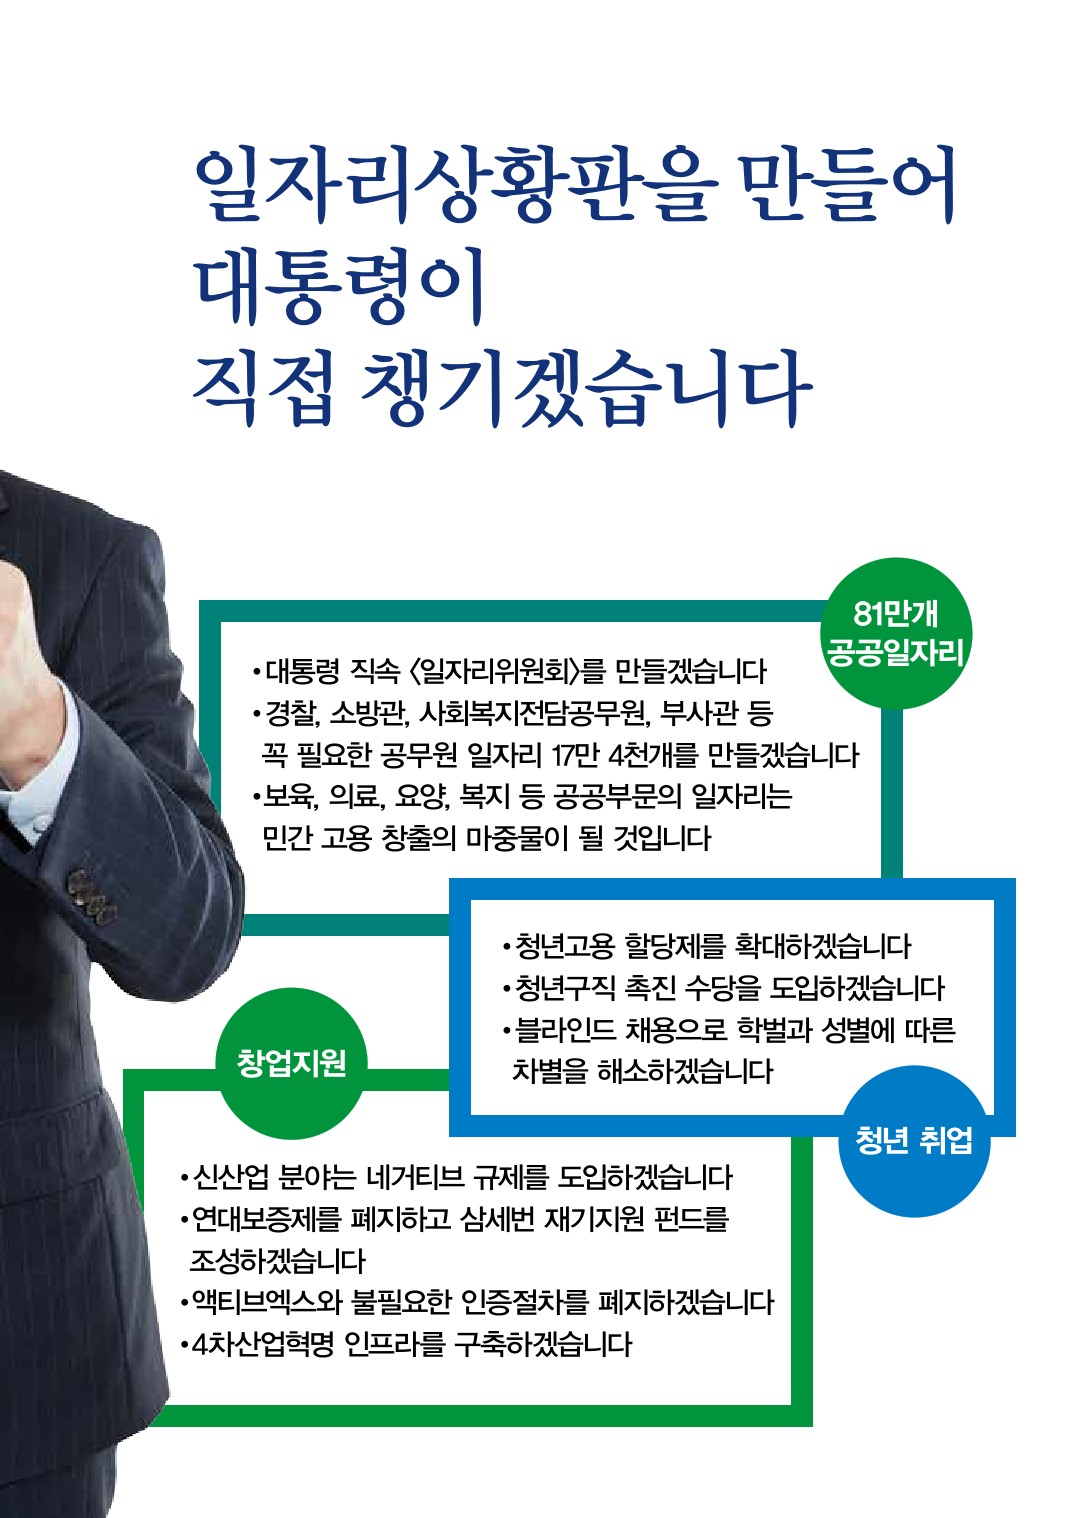 일자리상황판을 만들어
대통령이
직접 챙기겠습니다
81만개
공공일자리
•대통령 직속 〈일자리위원회〉를 만들겠습니다
•경찰, 소방관, 사회복지전담공무원, 부사관 등
꼭 필요한 공무원 일자리 17만 4천개를 만들겠습니다
•보육, 의료, 요양, 복지 등 공공부문의 일자리는
민간 고용 창출의 마중물이 될 것입니다
•청년고용 할당제를 확대하겠습니다
•청년구직 촉진 수당을 도입하겠습니다
•블라인드 채용으로 학벌과 성별에 따른
차별을 해소하겠습니다
청년 취업
창업지원
•신산업 분야는 네거티브 규제를 도입하겠습니다
•연대보증제를 폐지하고 삼세번 재기지원 펀드를
조성하겠습니다
•액티브엑스와 불필요한 인증절차를 폐지하겠습니다
•4차산업혁명 인프라를 구축하겠습니다